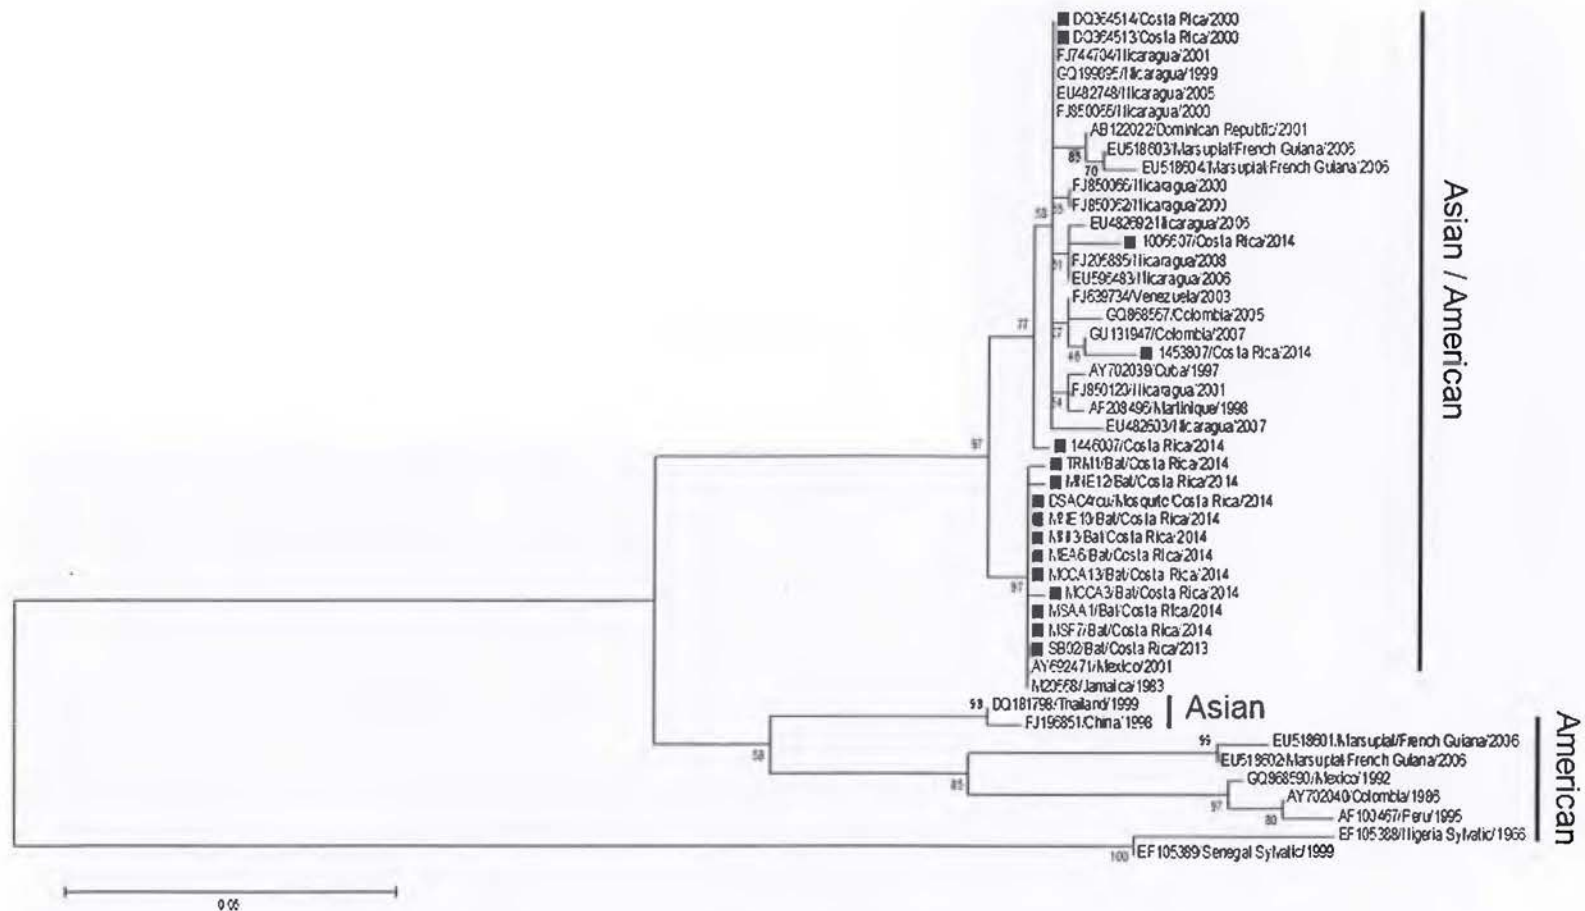 DQ364514/Costa Rica/2000
DQ364513/Costa Rica/2000
FJ744704/Nicaragua/2001
GQ199895/Nicaragua/1999
EU482748/Nicaragua/2005
FJ850065/Nicaragua/2000
AB122022/Dominican Republic/2001
EU518603/Marsupial/French Guiana/2006
85
EU518604/Marsupial/French Guiana/2006
70
FJ850066/Nicaragua/2000
FJ850062/Nicaragua/2000
EU482692/Nicaragua/2006
1005607/Costa Rica/2014
FJ205885/Nicaragua/2008
EU596483/Nicaragua/2006
FJ639734/Venezuela/2003
77
GQ868557/Colombia/2005
GU131947/Colombia/2007
1453807/Costa Rica/2014
46
AY702039/Cuba/1997
FJ850120/Nicaragua/2001
54
AF208496/Martinique/1998
EU482603/Nicaragua/2007
97
1446007/Costa Rica/2014
TRM1/Bat/Costa Rica/2014
MNE12/Bat/Costa Rica/2014
Mosquito/Costa Rica/2014
MNE10/Bat/Costa Rica/2014
Bat/Costa Rica/2014
MEA6/Bat/Costa Rica/2014
MCCA13/Bat/Costa Rica/2014
97
MCCA3/Bat/Costa Rica/2014
MSAA1/Bat/Costa Rica/2014
MSF7/Bat/Costa Rica/2014
SB02/Bat/Costa Rica/2013
AY692471/Mexico/2001
M20558/Jamaica/1983
Asian / American
DQ181798/Thailand/1999
FJ196851/China/1998
Asian
EU518601/Marsupial/French Guiana/2006
EU518602/Marsupial/French Guiana/2006
85
GQ868590/Mexico/1992
97
AY702040/Colombia/1986
80
AF100467/Peru/1995
American
EF105388/Nigeria Sylvatic/1966
100
EF105389/Senegal Sylvatic/1999
0.05